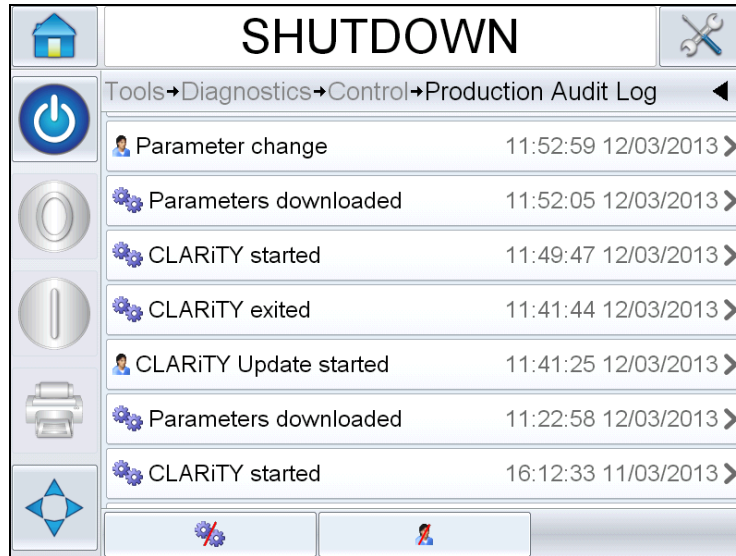 SHUTDOWN
Tools→Diagnostics→Control→Production Audit Log
Parameter change 11:52:59 12/03/2013
Parameters downloaded 11:52:05 12/03/2013
CLARiTY started 11:49:47 12/03/2013
CLARiTY exited 11:41:44 12/03/2013
CLARiTY Update started 11:41:25 12/03/2013
Parameters downloaded 11:22:58 12/03/2013
CLARiTY started 16:12:33 11/03/2013